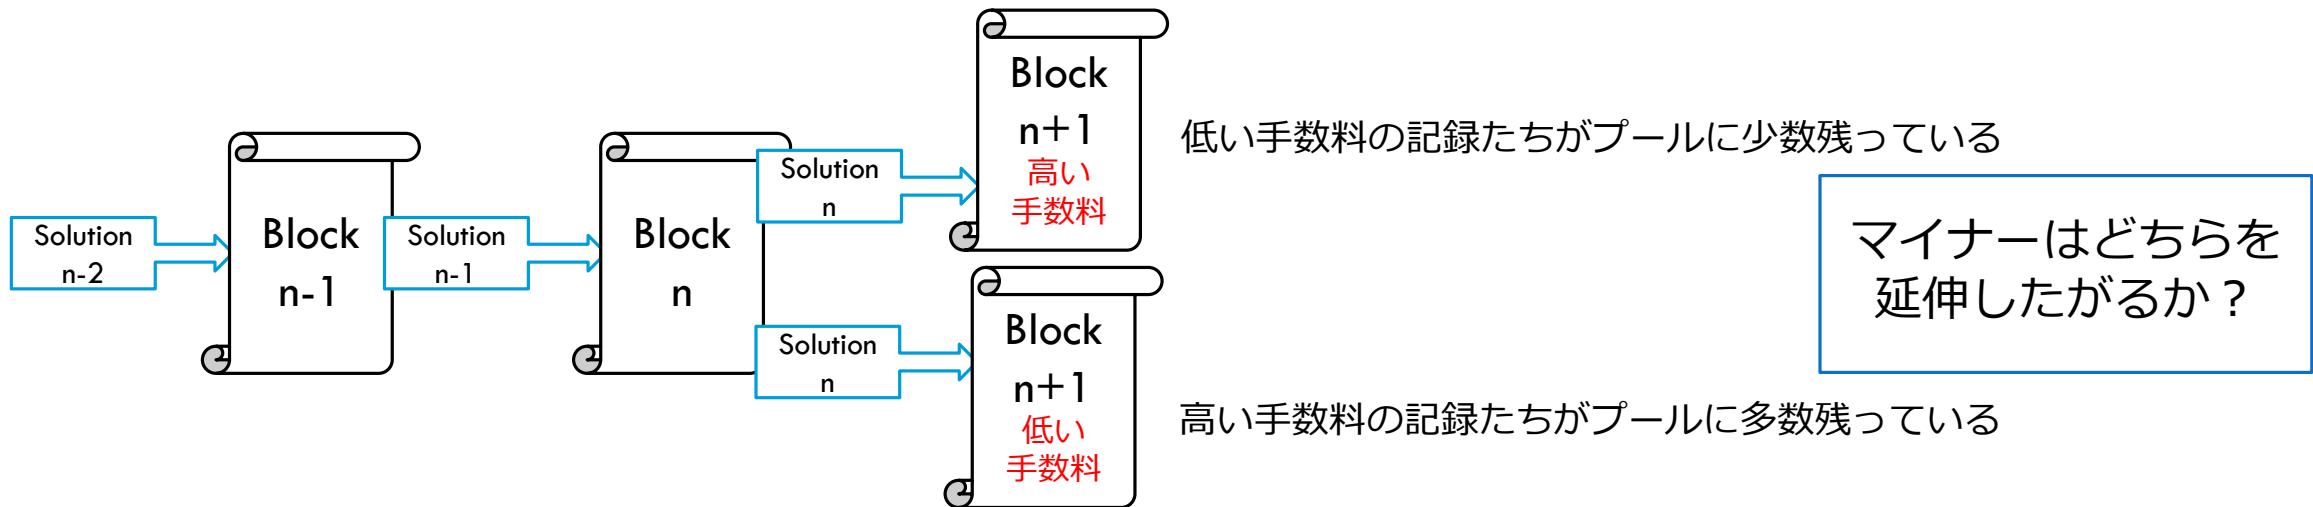 Solution
n-2
Block
n-1
Solution
n-1
Block
n
Solution
n
Block
n+1
高い
手数料
低い手数料の記録たちがプールに少数残っている
Solution
n
Block
n+1
低い
手数料
高い手数料の記録たちがプールに多数残っている
マイナーはどちらを
延伸したがるか？